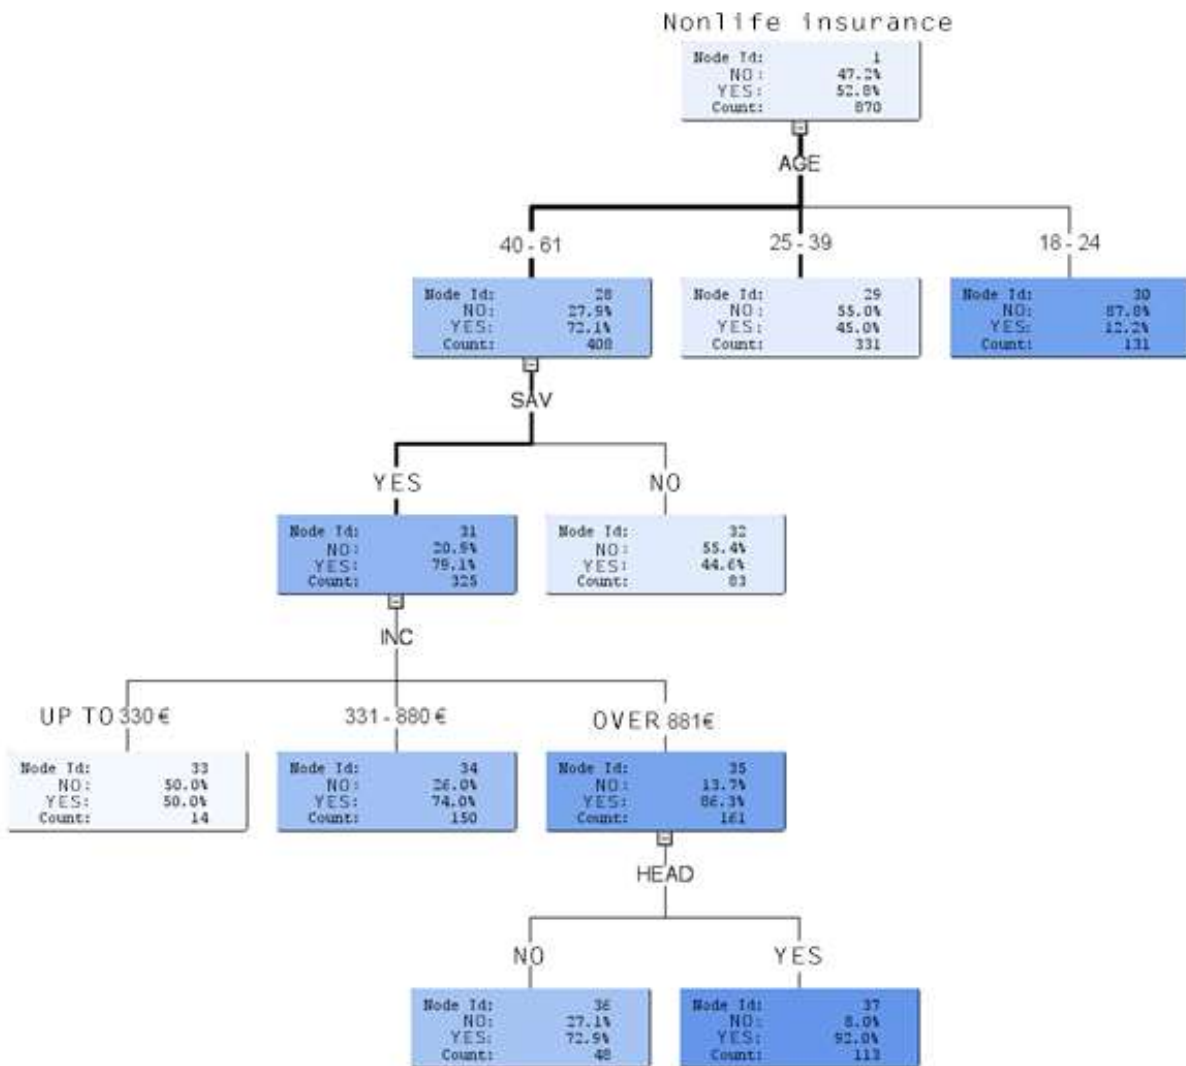 Nonlife insurance
Node Id: 1
NO: 47.2%
YES: 52.8%
Count: 870
AGE
40 - 61
25 - 39
18 - 24
Node Id: 28
NO: 27.9%
YES: 72.1%
Count: 408
Node Id: 29
NO: 55.0%
YES: 45.0%
Count: 331
Node Id: 30
NO: 87.8%
YES: 12.2%
Count: 131
SAV
YES
NO
Node Id: 31
NO: 20.9%
YES: 79.1%
Count: 325
Node Id: 32
NO: 55.4%
YES: 44.6%
Count: 83
INC
UP TO 330 €
331 - 880 €
OVER 881€
Node Id: 33
NO: 50.0%
YES: 50.0%
Count: 14
Node Id: 34
NO: 26.0%
YES: 74.0%
Count: 150
Node Id: 35
NO: 13.7%
YES: 86.3%
Count: 161
HEAD
NO
YES
Node Id: 36
NO: 27.1%
YES: 72.9%
Count: 48
Node Id: 37
NO: 8.0%
YES: 92.0%
Count: 113